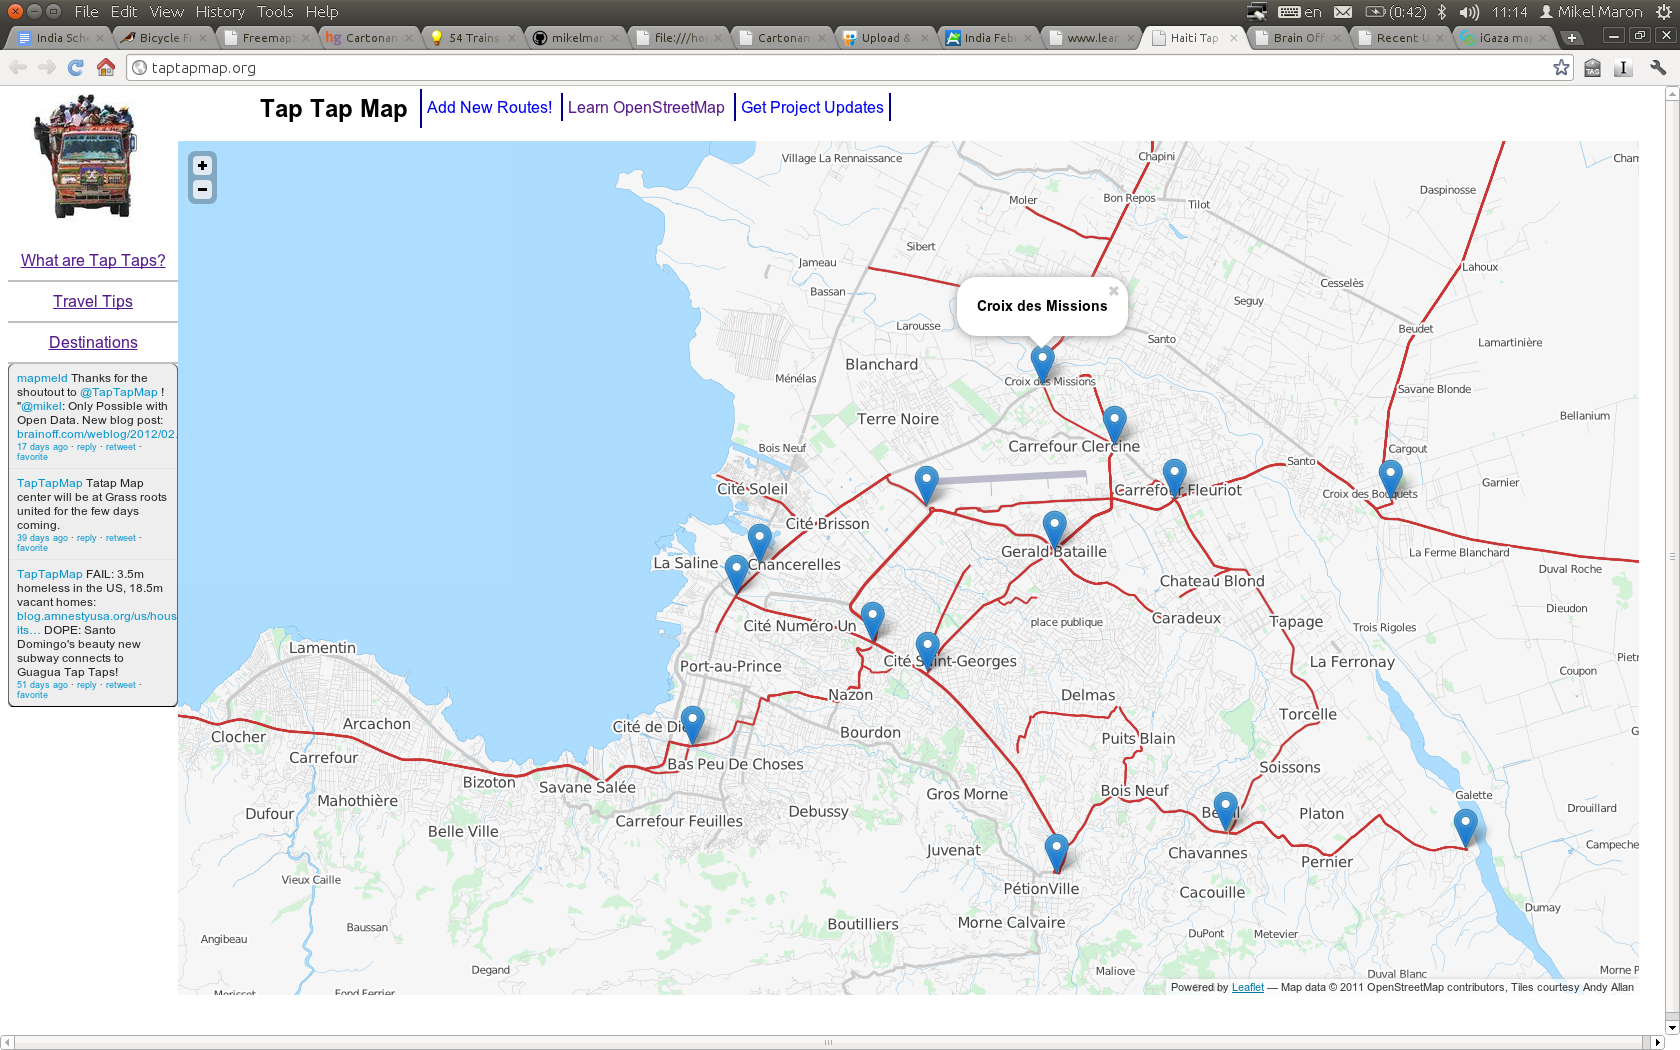 File Edit View History Tools Help
en (0:42) 11:14 Mikel Maron
India Sch
Bicycle F
Freemap
Cartonan
54 Trains
mikelmar
file:///ho
Cartonan
Upload &
India Feb
www.lear
Haiti Tap
Brain Off
Recent U
iGaza ma
taptapmap.org
TAG
Tap Tap Map
Add New Routes!
Learn OpenStreetMap
Get Project Updates
What are Tap Taps?
Travel Tips
Destinations
mapmeld Thanks for the
shoutout to @TapTapMap !
"@mikel: Only Possible with
Open Data. New blog post:
brainoff.com/weblog/2012/02
17 days ago · reply · retweet ·
favorite
TapTapMap Tatap Map
center will be at Grass roots
united for the few days
coming.
39 days ago · reply · retweet ·
favorite
TapTapMap FAIL: 3.5m
homeless in the US, 18.5m
vacant homes:
blog.amnestyusa.org/us/hous
its... DOPE: Santo
Domingo's beauty new
subway connects to
Guagua Tap Taps!
51 days ago · reply · retweet ·
favorite
+
−
Village La Rennaissance
Chapini
Cham
Daspinosse
Moler
Bon Repos
Tilot
Sibert
Jameau
Lahoux
Bassan
Cesselès
Croix des Missions
Seguy
Larousse
Beudet
Santo
Lamartinière
Blanchard
Ménélas
Croix des Missions
Savane Blonde
Terre Noire
Bellanium
Bois Neuf
Carrefour Clercine
Cargout
Santo
Cité Soleil
Carrefour Fleuriot
Croix des Bouquets
Garnier
Cité Brisson
Gerald Bataille
La Ferme Blanchard
La Saline
Chancerelles
Duval Roche
Chateau Blond
Dieudon
Cité Numéro Un
place publique
Caradeux
Tapage
Trois Rigoles
Lamentin
Port-au-Prince
Cité Saint-Georges
La Ferronay
Pietr
Coupon
Nazon
Delmas
Arcachon
Cité de Die
Torcelle
Clocher
Bourdon
Puits Blain
G
Carrefour
Bas Peu De Choses
Soissons
Bizoton
Savane Salée
Gros Morne
Bois Neuf
Galette
Mahothière
Drouillard
Dufour
Debussy
Platon
Carrefour Feuilles
Belle Ville
Juvenat
Chavannes
Pernier
Campeche
Vieux Caille
PétionVille
Cacouille
Dumay
Boutilliers
Morne Calvaire
Baussan
DuPont
Metevier
Angibeau
Degand
Maliove
Duval Blanc
Morne P
Morisset
Fond Ferrier
Powered by Leaflet — Map data © 2011 OpenStreetMap contributors, Tiles courtesy Andy Allan